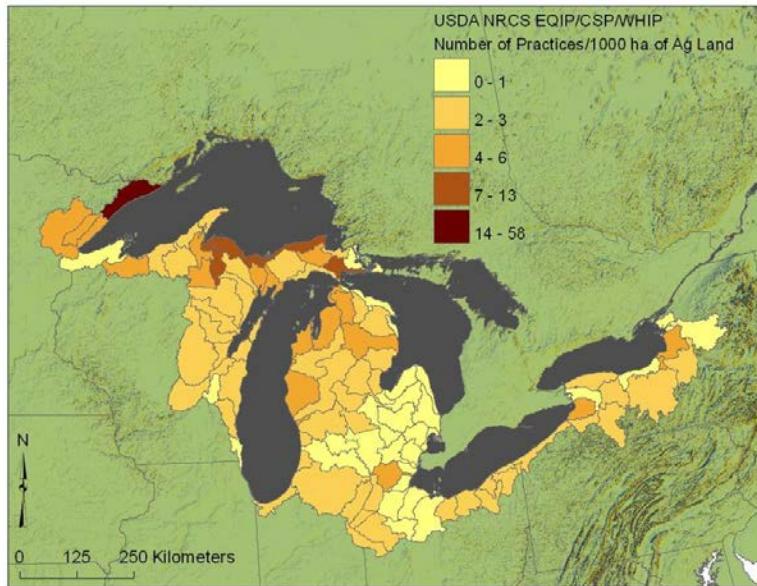 USDA NRCS EQIP/CSP/WHIP
Number of Practices/1000 ha of Ag Land
0 - 1
2 - 3
4 - 6
7 - 13
14 - 58
N
0 125 250 Kilometers